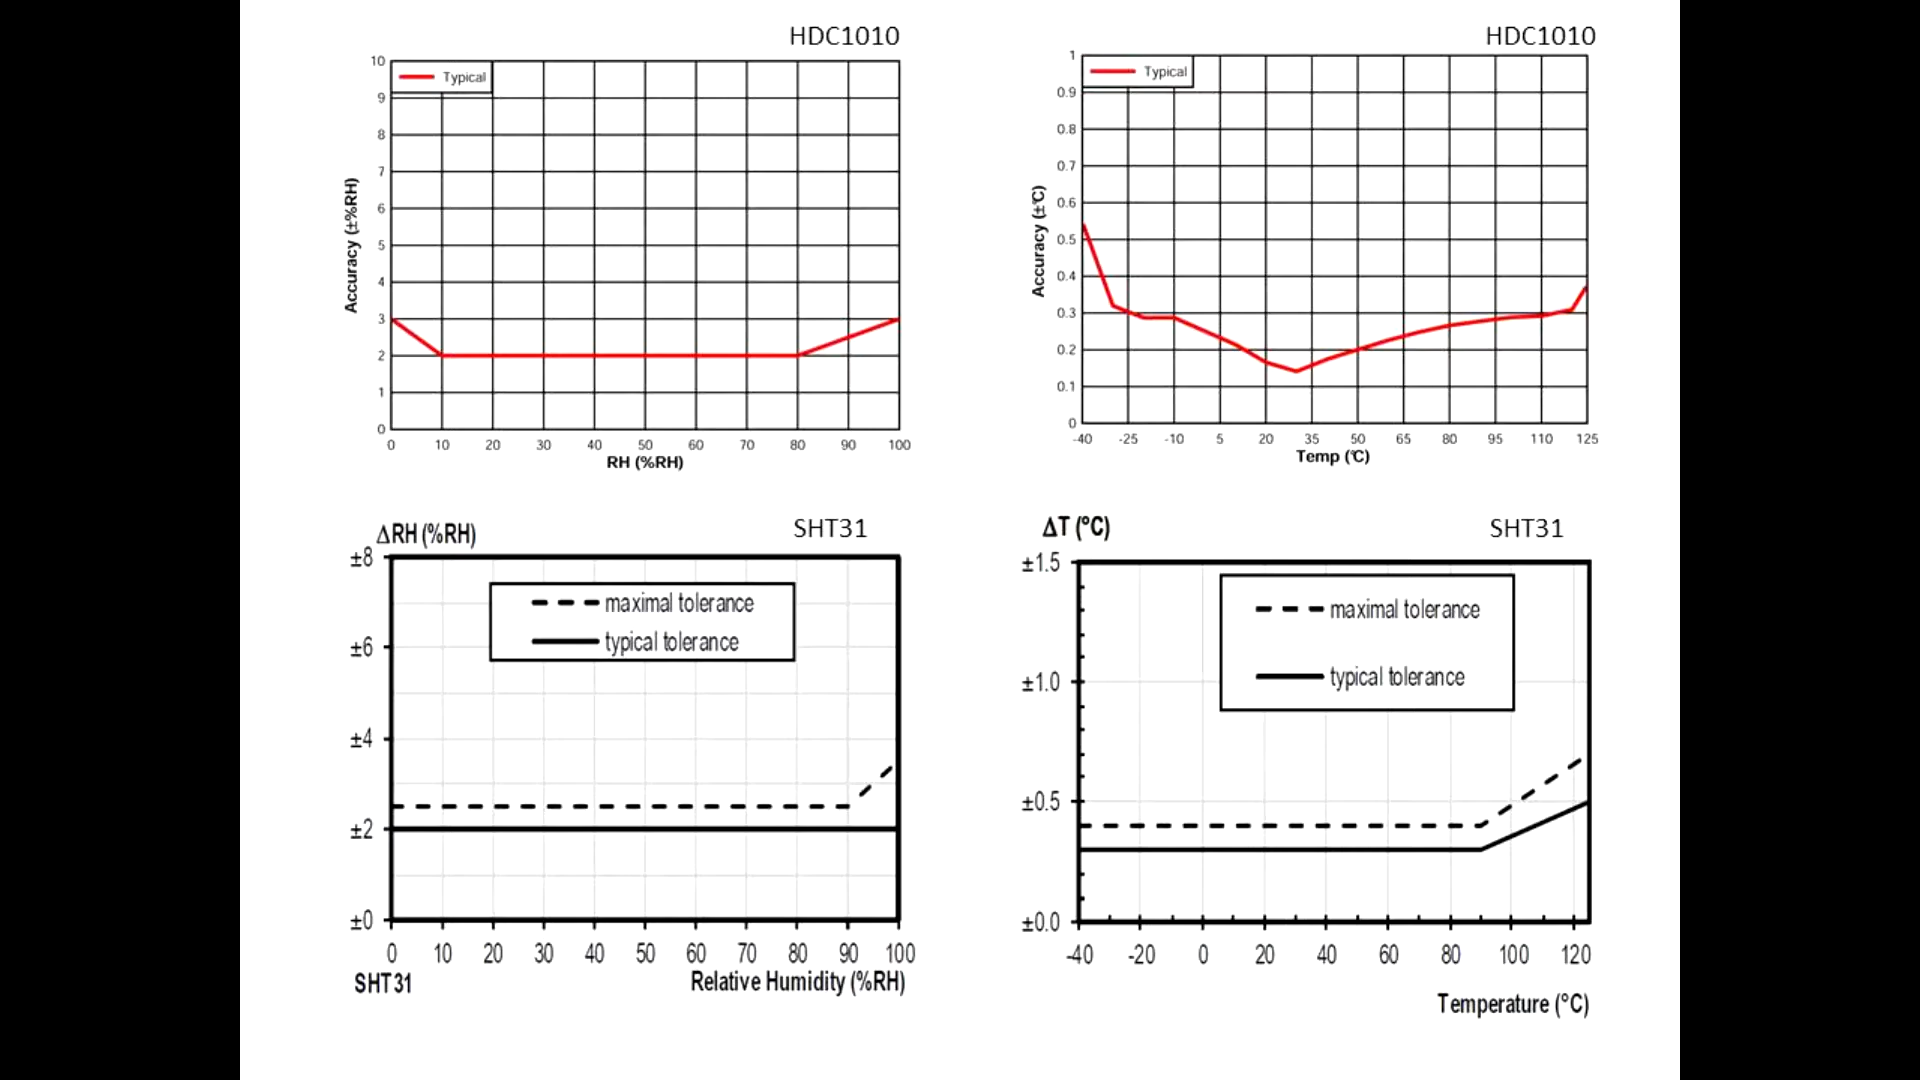 HDC1010
Typical
10
9
8
7
6
5
4
3
2
1
0
Accuracy (±%RH)
0 10 20 30 40 50 60 70 80 90 100
RH (%RH)
HDC1010
Typical
1
0.9
0.8
0.7
0.6
0.5
0.4
0.3
0.2
0.1
0
Accuracy (±°C)
-40 -25 -10 5 20 35 50 65 80 95 110 125
Temp (°C)
ΔRH (%RH)
SHT31
maximal tolerance
typical tolerance
±8
±6
±4
±2
±0
0 10 20 30 40 50 60 70 80 90 100
SHT31 Relative Humidity (%RH)
ΔT (°C)
SHT31
maximal tolerance
typical tolerance
±1.5
±1.0
±0.5
±0.0
-40 -20 0 20 40 60 80 100 120
Temperature (°C)